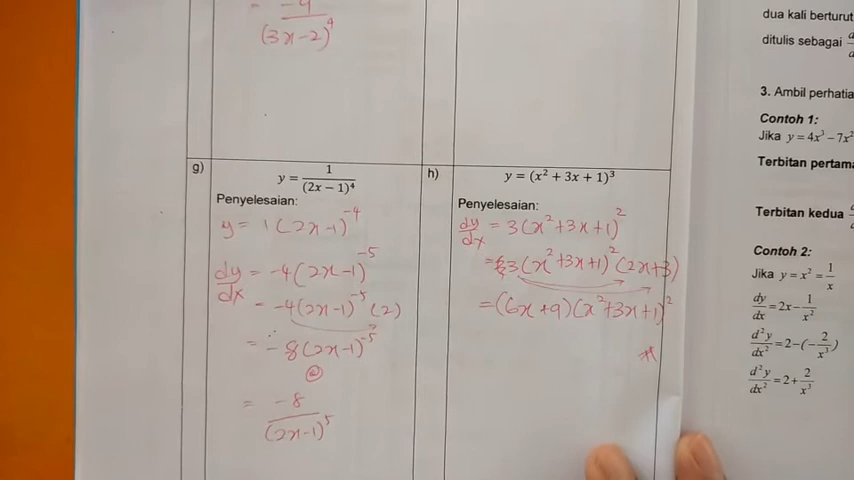 = -4
(3x-2)^4
g)
y = 1/(2x − 1)^4
Penyelesaian:
y = 1(2x-1)^-4
dy/dx = -4(2x-1)^-5
= -4(2x-1)^-5 (2)
= -8(2x-1)^-5
= -8/(2x-1)^5
h)
y = (x² + 3x + 1)³
Penyelesaian:
dy/dx = 3(x²+3x+1)²
= 3(x²+3x+1)² (2x+3)
= (6x+9)(x²+3x+1)²
dua kali berturut
ditulis sebagai
3. Ambil perhatia
Contoh 1:
Jika y = 4x³ – 7x²
Terbitan pertama
Terbitan kedua
Contoh 2:
Jika y = x² = 1/x
dy/dx = 2x − 1/x²
d²y/dx² = 2 − (− 2/x³)
d²y/dx² = 2 + 2/x³